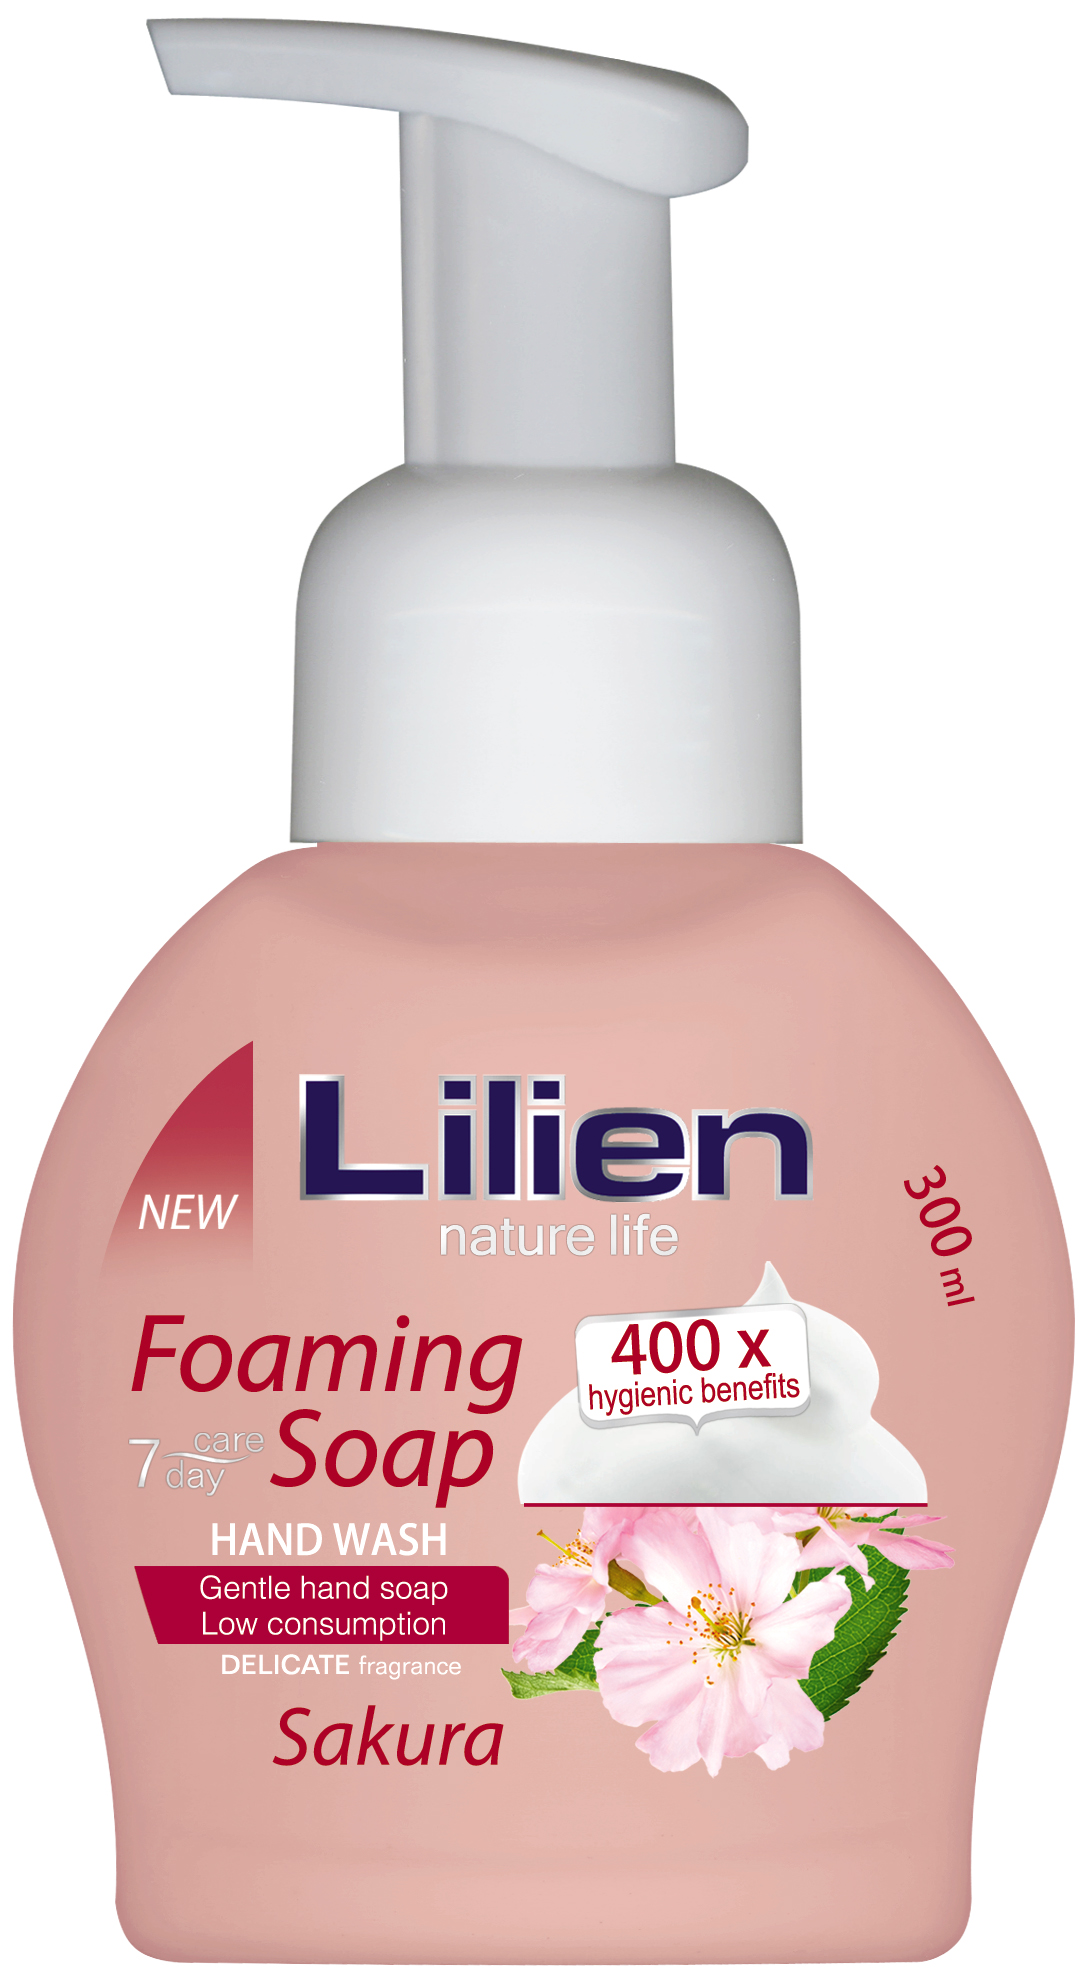 NEW
Lilien
nature life
300 ml
Foaming
Soap
7 day care
400 x
hygienic benefits
HAND WASH
Gentle hand soap
Low consumption
DELICATE fragrance
Sakura